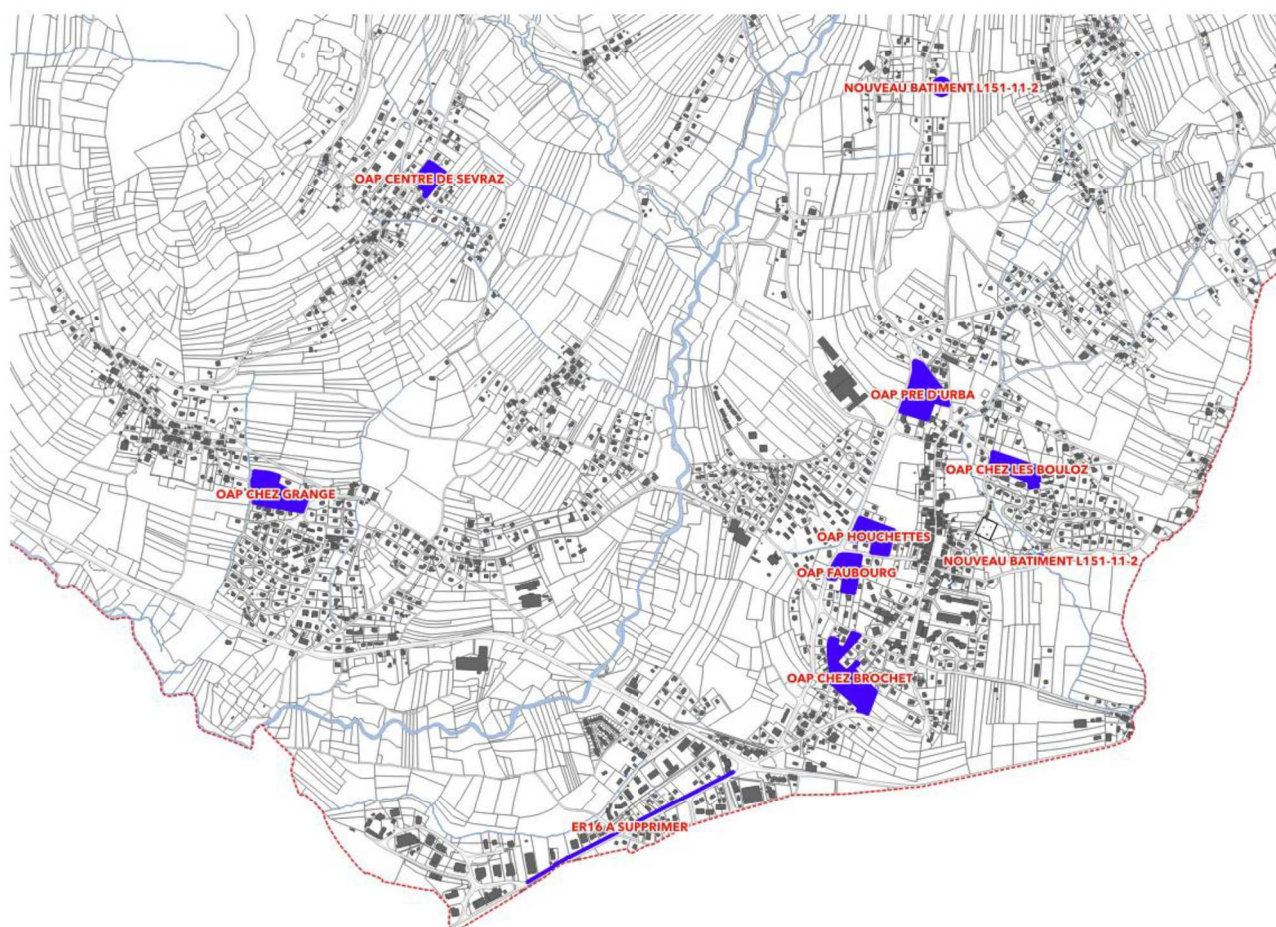 NOUVEAU BATIMENT L151-11-2
OAP CENTRE DE SEVRAZ
OAP PRE D'URBA
OAP CHEZ LES BOULOZ
OAP CHEZ GRANGE
OAP HOUCHETTES
NOUVEAU BATIMENT L151-11-2
OAP FAUBOURG
OAP CHEZ BROCHET
ER16 A SUPPRIMER